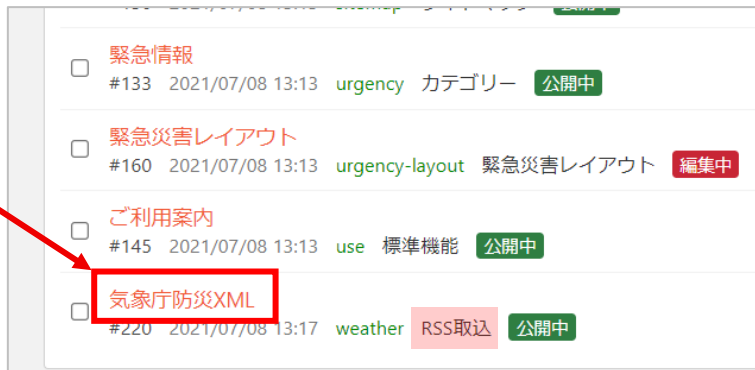 緊急情報
#133 2021/07/08 13:13 urgency カテゴリー 公開中
緊急災害レイアウト
#160 2021/07/08 13:13 urgency-layout 緊急災害レイアウト 編集中
ご利用案内
#145 2021/07/08 13:13 use 標準機能 公開中
気象庁防災XML
#220 2021/07/08 13:17 weather RSS取込 公開中